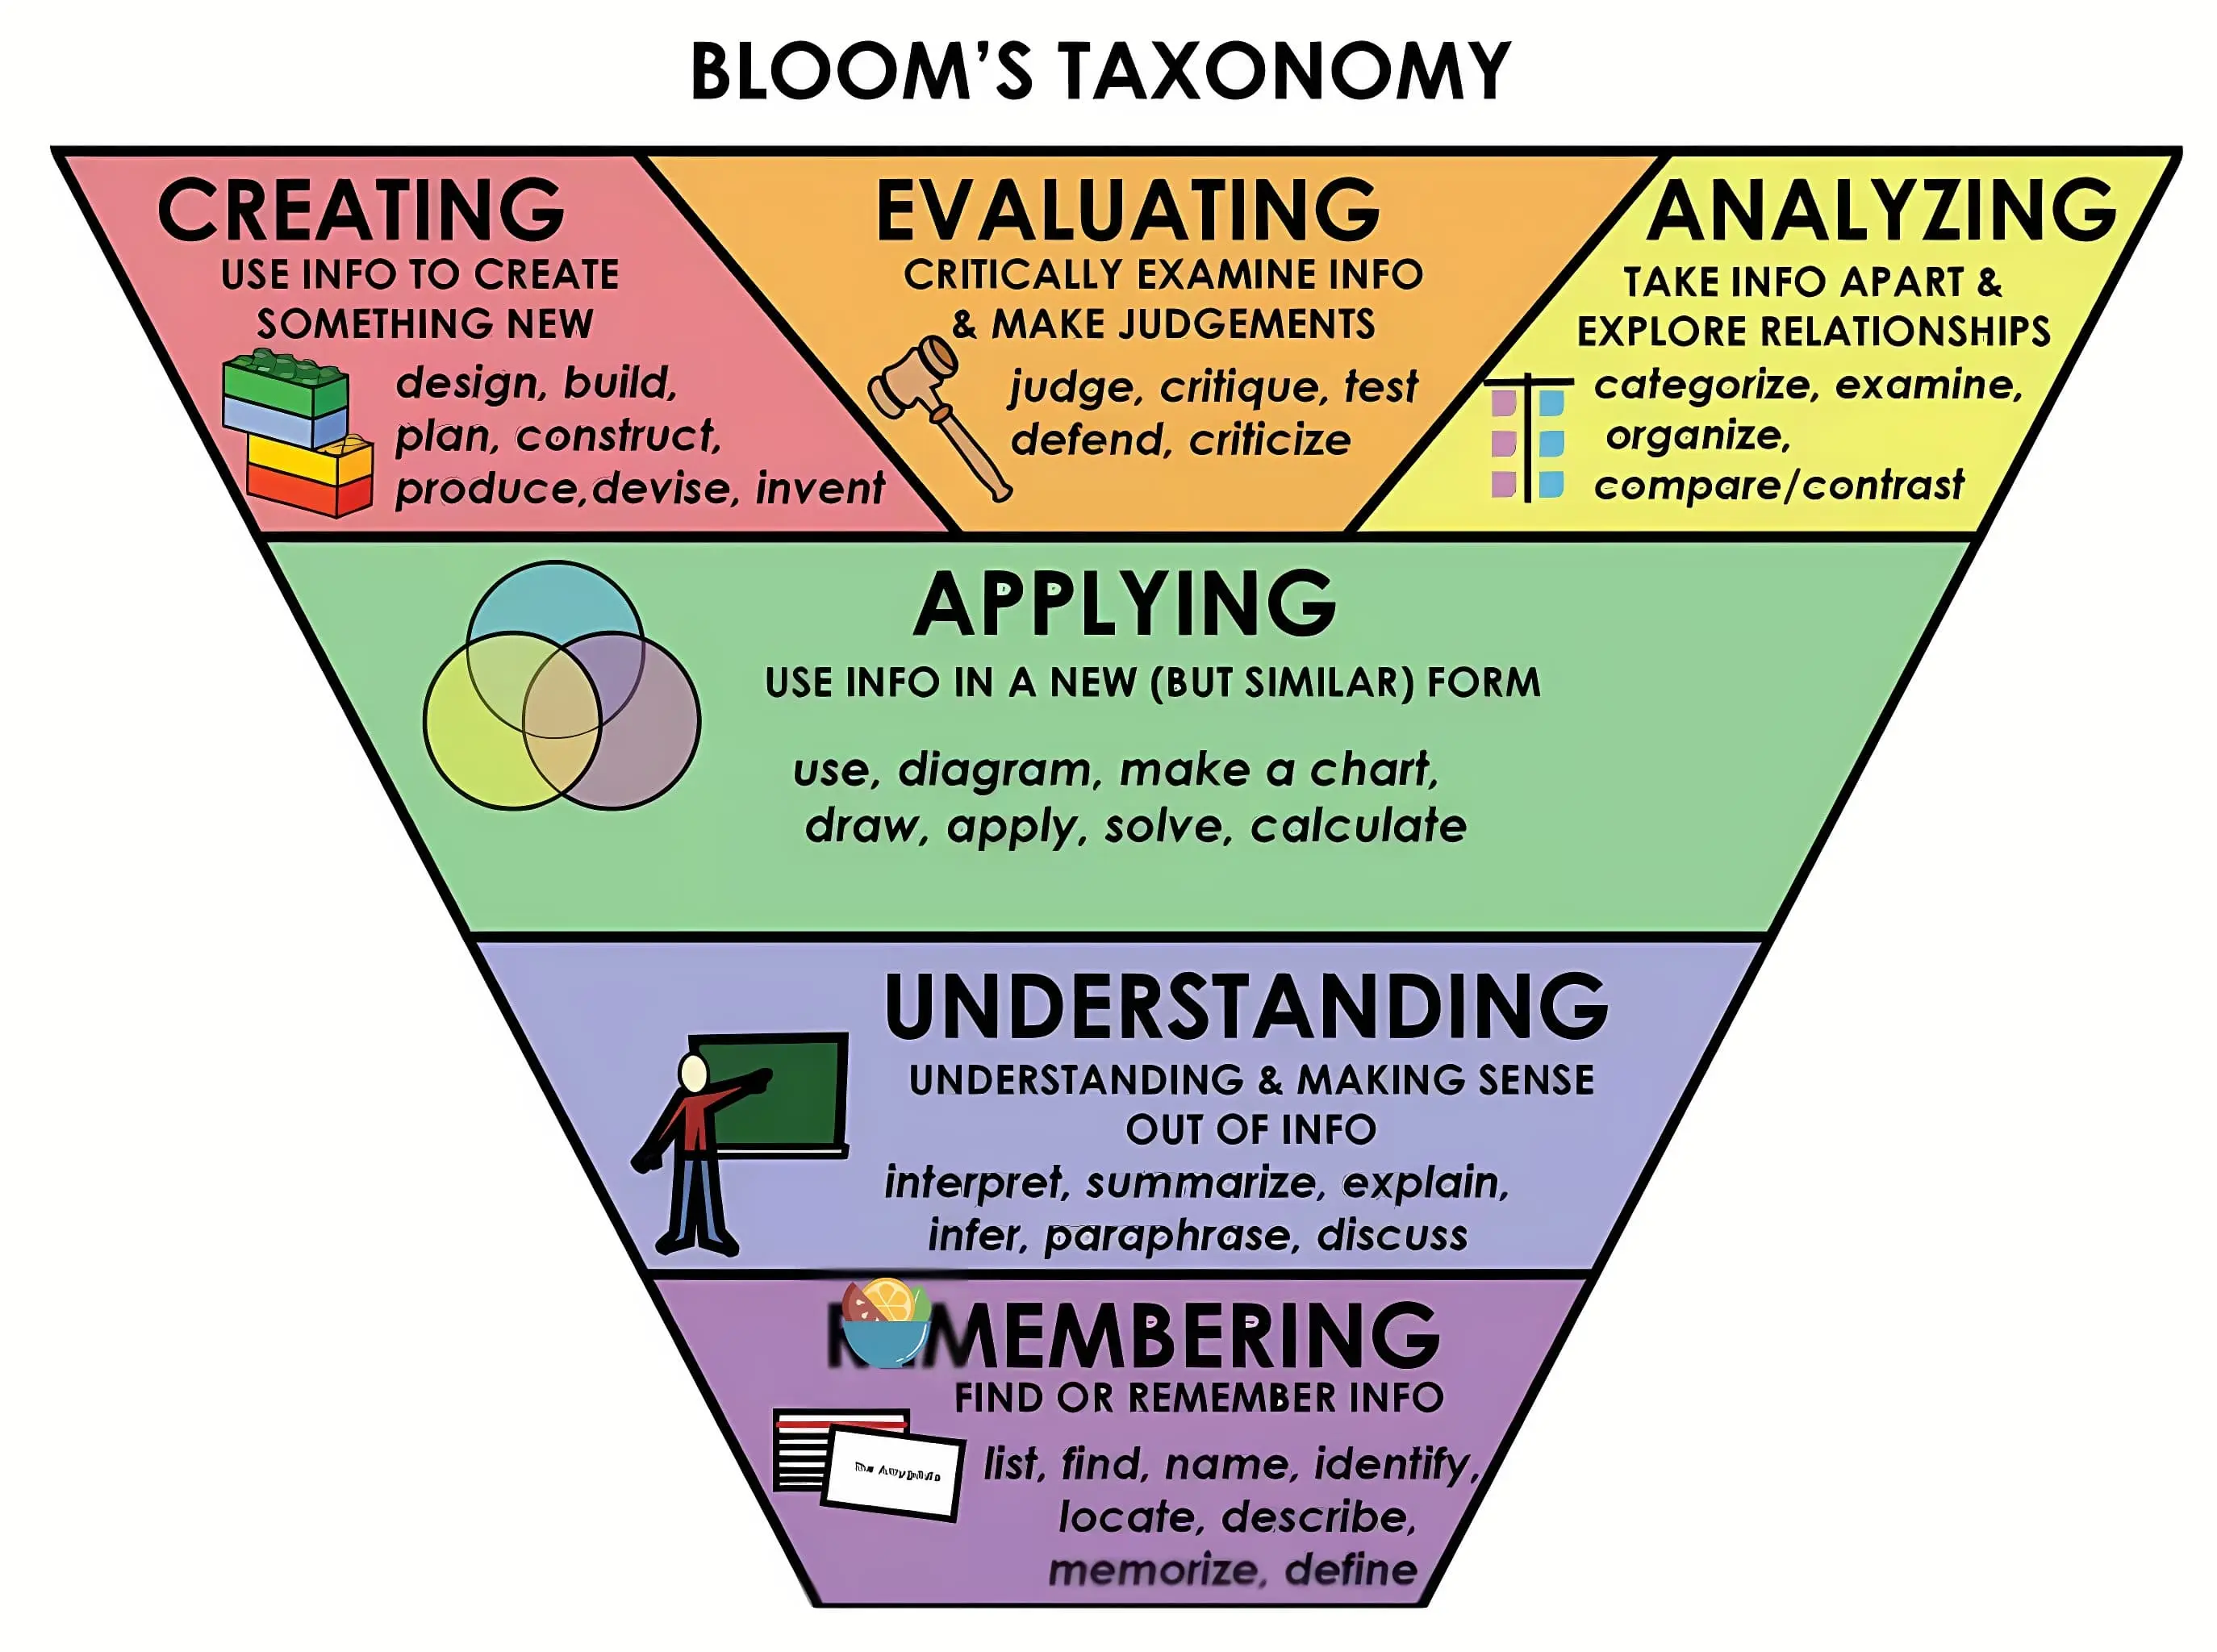 BLOOM'S TAXONOMY
CREATING
USE INFO TO CREATE
SOMETHING NEW
design, build,
plan, construct,
produce,devise, invent
EVALUATING
CRITICALLY EXAMINE INFO
& MAKE JUDGEMENTS
judge, critique, test
defend, criticize
ANALYZING
TAKE INFO APART &
EXPLORE RELATIONSHIPS
categorize, examine,
organize,
compare/contrast
APPLYING
USE INFO IN A NEW (BUT SIMILAR) FORM
use, diagram, make a chart,
draw, apply, solve, calculate
UNDERSTANDING
UNDERSTANDING & MAKING SENSE
OUT OF INFO
interpret, summarize, explain,
infer, paraphrase, discuss
FIND OR REMEMBER INFO
list, find, name, identify,
locate, describe,
memorize, define